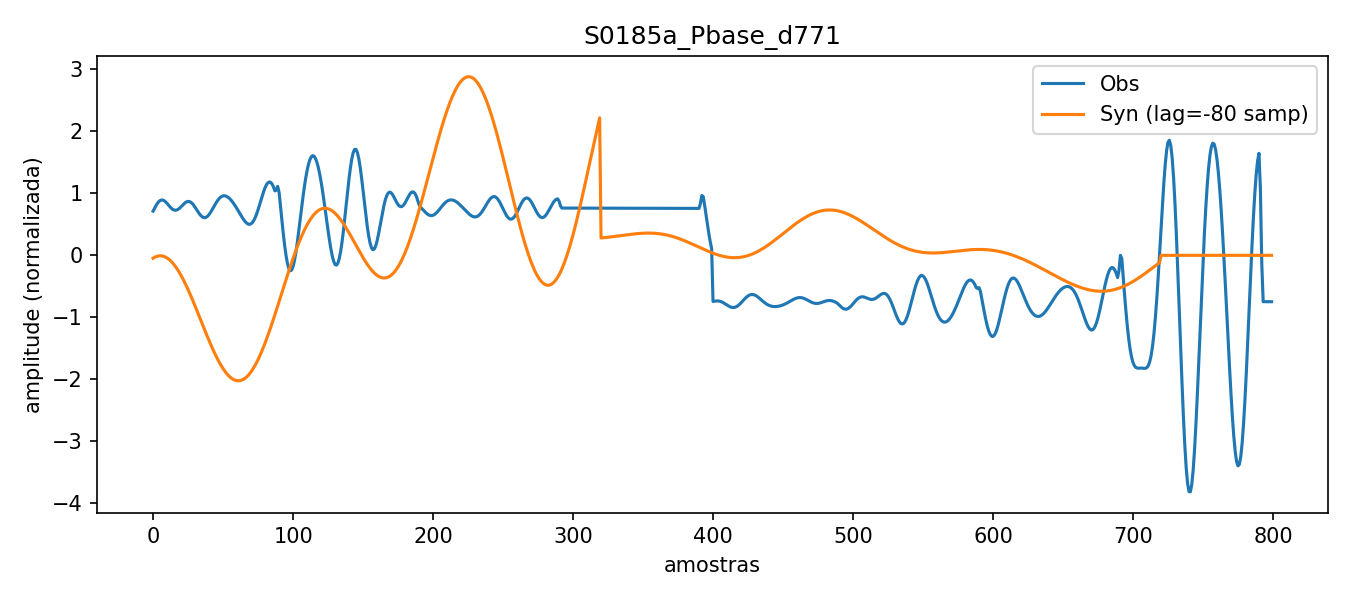 S0185a_Pbase_d771
Obs
Syn (lag=-80 samp)
amplitude (normalizada)
3
2
1
0
−1
−2
−3
−4
0 100 200 300 400 500 600 700 800
amostras